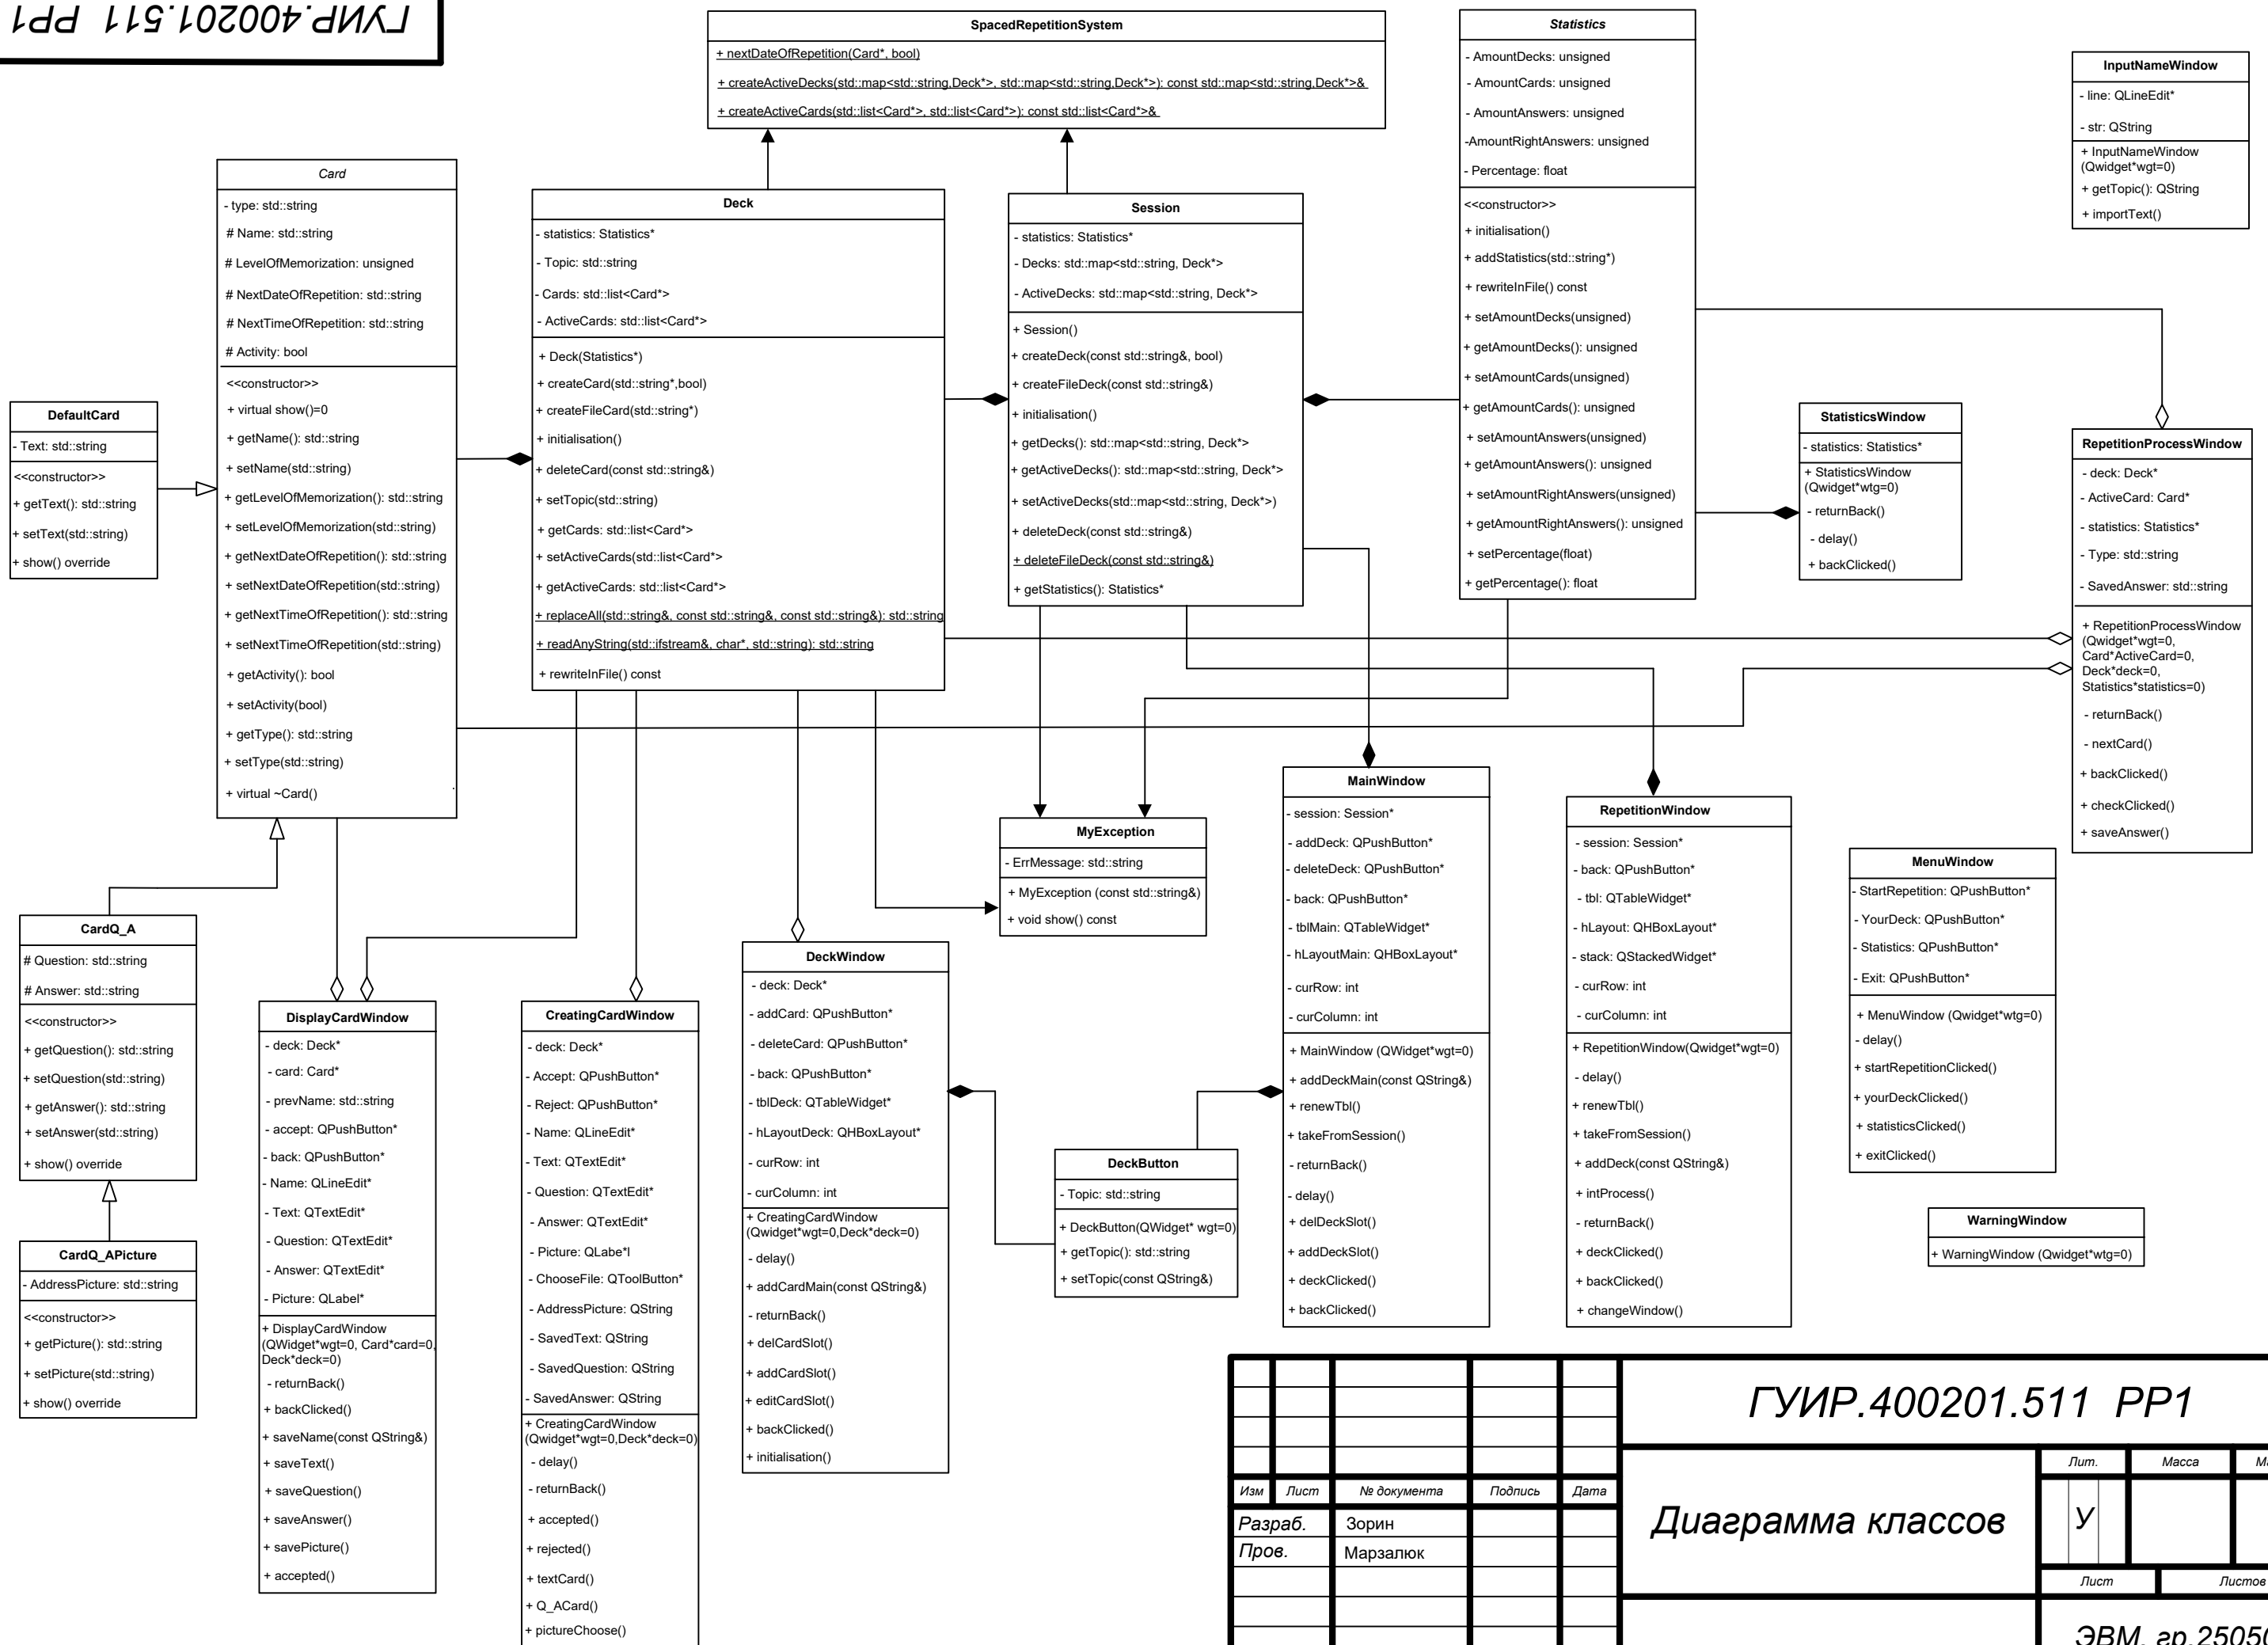 ГУИР.400201.511 РР1
SpacedRepetitionSystem
+ nextDateOfRepetition(Card*, bool)
+ createActiveDecks(std::map<std::string,Deck*>, std::map<std::string,Deck*>): const std::map<std::string,Deck*>&
+ createActiveCards(std::list<Card*>, std::list<Card*>): const std::list<Card*>&
Statistics
- AmountDecks: unsigned
- AmountCards: unsigned
- AmountAnswers: unsigned
-AmountRightAnswers: unsigned
- Percentage: float
<<constructor>>
+ initialisation()
+ addStatistics(std::string*)
+ rewriteInFile() const
+ setAmountDecks(unsigned)
+ getAmountDecks(): unsigned
+ setAmountCards(unsigned)
+ getAmountCards(): unsigned
+ setAmountAnswers(unsigned)
+ getAmountAnswers(): unsigned
+ setAmountRightAnswers(unsigned)
+ getAmountRightAnswers(): unsigned
+ setPercentage(float)
+ getPercentage(): float
InputNameWindow
- line: QLineEdit*
- str: QString
+ InputNameWindow
(Qwidget*wgt=0)
+ getTopic(): QString
+ importText()
Card
- type: std::string
# Name: std::string
# LevelOfMemorization: unsigned
# NextDateOfRepetition: std::string
# NextTimeOfRepetition: std::string
# Activity: bool
<<constructor>>
+ virtual show()=0
+ getName(): std::string
+ setName(std::string)
+ getLevelOfMemorization(): std::string
+ setLevelOfMemorization(std::string)
+ getNextDateOfRepetition(): std::string
+ setNextDateOfRepetition(std::string)
+ getNextTimeOfRepetition(): std::string
+ setNextTimeOfRepetition(std::string)
+ getActivity(): bool
+ setActivity(bool)
+ getType(): std::string
+ setType(std::string)
+ virtual ~Card()
Deck
- statistics: Statistics*
- Topic: std::string
- Cards: std::list<Card*>
- ActiveCards: std::list<Card*>
+ Deck(Statistics*)
+ createCard(std::string*,bool)
+ createFileCard(std::string*)
+ initialisation()
+ deleteCard(const std::string&)
+ setTopic(std::string)
+ getCards: std::list<Card*>
+ setActiveCards(std::list<Card*>
+ getActiveCards: std::list<Card*>
+ replaceAll(std::string&, const std::string&, const std::string&): std::string
+ readAnyString(std::ifstream&, char*, std::string): std::string
+ rewriteInFile() const
Session
- statistics: Statistics*
- Decks: std::map<std::string, Deck*>
- ActiveDecks: std::map<std::string, Deck*>
+ Session()
+ createDeck(const std::string&, bool)
+ createFileDeck(const std::string&)
+ initialisation()
+ getDecks(): std::map<std::string, Deck*>
+ getActiveDecks(): std::map<std::string, Deck*>
+ setActiveDecks(std::map<std::string, Deck*>)
+ deleteDeck(const std::string&)
+ deleteFileDeck(const std::string&)
+ getStatistics(): Statistics*
DefaultCard
- Text: std::string
<<constructor>>
+ getText(): std::string
+ setText(std::string)
+ show() override
StatisticsWindow
- statistics: Statistics*
+ StatisticsWindow
(Qwidget*wtg=0)
- returnBack()
- delay()
+ backClicked()
RepetitionProcessWindow
- deck: Deck*
- ActiveCard: Card*
- statistics: Statistics*
- Type: std::string
- SavedAnswer: std::string
+ RepetitionProcessWindow
(Qwidget*wgt=0,
Card*ActiveCard=0,
Deck*deck=0,
Statistics*statistics=0)
- returnBack()
- nextCard()
+ backClicked()
+ checkClicked()
+ saveAnswer()
MyException
- ErrMessage: std::string
+ MyException (const std::string&)
+ void show() const
MainWindow
- session: Session*
- addDeck: QPushButton*
- deleteDeck: QPushButton*
- back: QPushButton*
- tblMain: QTableWidget*
- hLayoutMain: QHBoxLayout*
- curRow: int
- curColumn: int
+ MainWindow (QWidget*wgt=0)
+ addDeckMain(const QString&)
+ renewTbl()
+ takeFromSession()
- returnBack()
- delay()
+ delDeckSlot()
+ addDeckSlot()
+ deckClicked()
+ backClicked()
RepetitionWindow
- session: Session*
- back: QPushButton*
- tbl: QTableWidget*
- hLayout: QHBoxLayout*
- stack: QStackedWidget*
- curRow: int
- curColumn: int
+ RepetitionWindow(Qwidget*wgt=0)
- delay()
+ renewTbl()
+ takeFromSession()
+ addDeck(const QString&)
+ intProcess()
- returnBack()
+ deckClicked()
+ backClicked()
+ changeWindow()
MenuWindow
- StartRepetition: QPushButton*
- YourDeck: QPushButton*
- Statistics: QPushButton*
- Exit: QPushButton*
+ MenuWindow (Qwidget*wtg=0)
- delay()
+ startRepetitionClicked()
+ yourDeckClicked()
+ statisticsClicked()
+ exitClicked()
CardQ_A
# Question: std::string
# Answer: std::string
<<constructor>>
+ getQuestion(): std::string
+ setQuestion(std::string)
+ getAnswer(): std::string
+ setAnswer(std::string)
+ show() override
DisplayCardWindow
- deck: Deck*
- card: Card*
- prevName: std::string
- accept: QPushButton*
- back: QPushButton*
- Name: QLineEdit*
- Text: QTextEdit*
- Question: QTextEdit*
- Answer: QTextEdit*
- Picture: QLabel*
+ DisplayCardWindow
(QWidget*wgt=0, Card*card=0,
Deck*deck=0)
- returnBack()
+ backClicked()
+ saveName(const QString&)
+ saveText()
+ saveQuestion()
+ saveAnswer()
+ savePicture()
+ accepted()
CreatingCardWindow
- deck: Deck*
- Accept: QPushButton*
- Reject: QPushButton*
- Name: QLineEdit*
- Text: QTextEdit*
- Question: QTextEdit*
- Answer: QTextEdit*
- Picture: QLabe*l
- ChooseFile: QToolButton*
- AddressPicture: QString
- SavedText: QString
- SavedQuestion: QString
- SavedAnswer: QString
+ CreatingCardWindow
(Qwidget*wgt=0,Deck*deck=0)
- delay()
- returnBack()
+ accepted()
+ rejected()
+ textCard()
+ Q_ACard()
+ pictureChoose()
DeckWindow
- deck: Deck*
- addCard: QPushButton*
- deleteCard: QPushButton*
- back: QPushButton*
- tblDeck: QTableWidget*
- hLayoutDeck: QHBoxLayout*
- curRow: int
- curColumn: int
+ CreatingCardWindow
(Qwidget*wgt=0,Deck*deck=0)
- delay()
+ addCardMain(const QString&)
- returnBack()
+ delCardSlot()
+ addCardSlot()
+ editCardSlot()
+ backClicked()
+ initialisation()
DeckButton
- Topic: std::string
+ DeckButton(QWidget* wgt=0)
+ getTopic(): std::string
+ setTopic(const QString&)
WarningWindow
+ WarningWindow (Qwidget*wtg=0)
CardQ_APicture
- AddressPicture: std::string
<<constructor>>
+ getPicture(): std::string
+ setPicture(std::string)
+ show() override
ГУИР.400201.511 РР1
Изм Лист № документа Подпись Дата
Разраб. Зорин
Пров. Марзалюк
Диаграмма классов
Лит. Масса
У
Лист Листов
ЭВМ, гр.2505